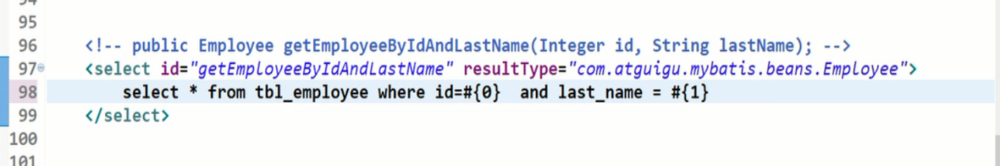 94
95
96 <!-- public Employee getEmployeeByIdAndLastName(Integer id, String lastName); -->
97 <select id="getEmployeeByIdAndLastName" resultType="com.atguigu.mybatis.beans.Employee">
98 select * from tbl_employee where id=#{0} and last_name = #{1}
99 </select>
100
101